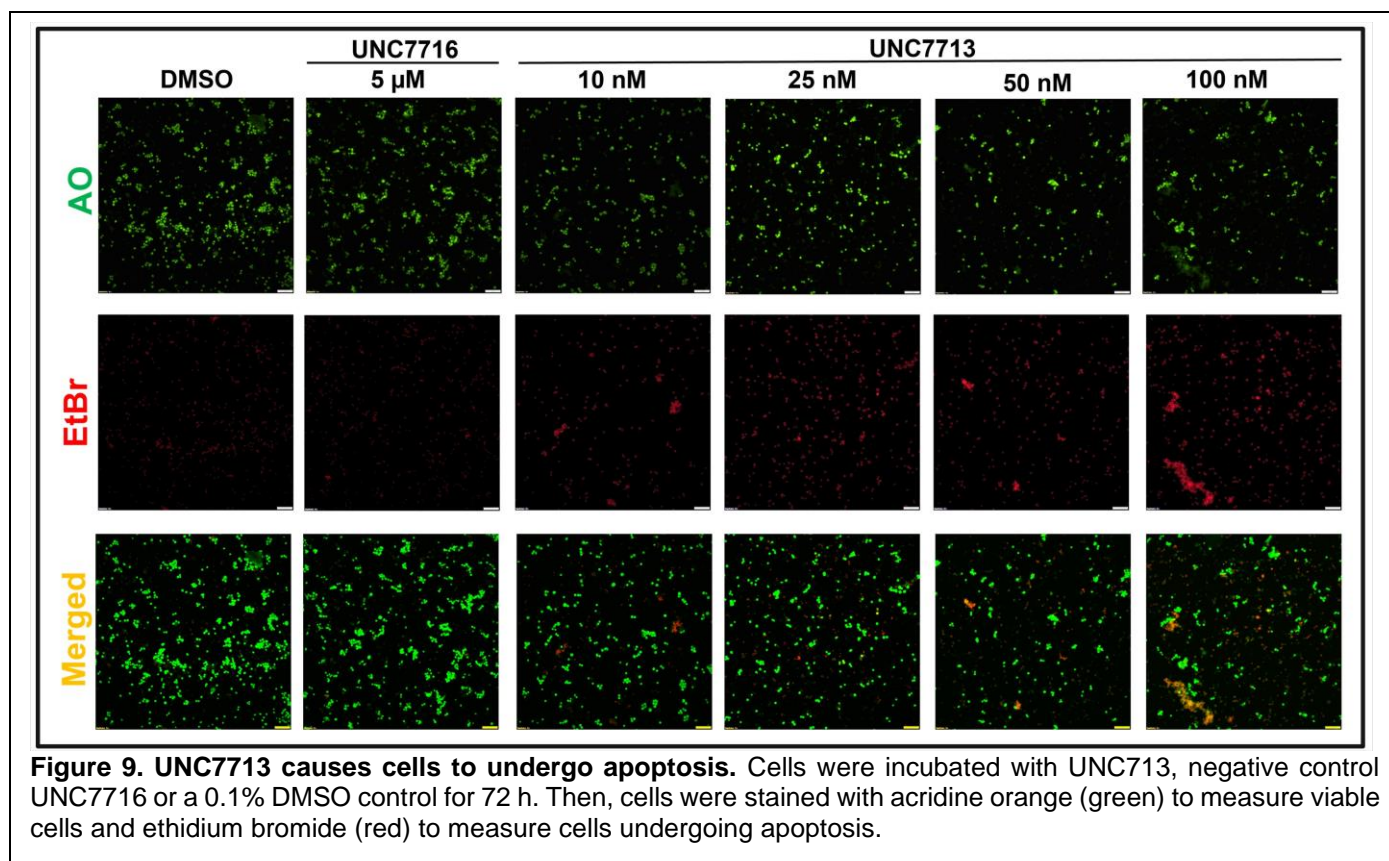 UNC7716 UNC7713
DMSO 5 µM 10 nM 25 nM 50 nM 100 nM
AO
EtBr
Merged
Figure 9. UNC7713 causes cells to undergo apoptosis. Cells were incubated with UNC713, negative control
UNC7716 or a 0.1% DMSO control for 72 h. Then, cells were stained with acridine orange (green) to measure viable
cells and ethidium bromide (red) to measure cells undergoing apoptosis.